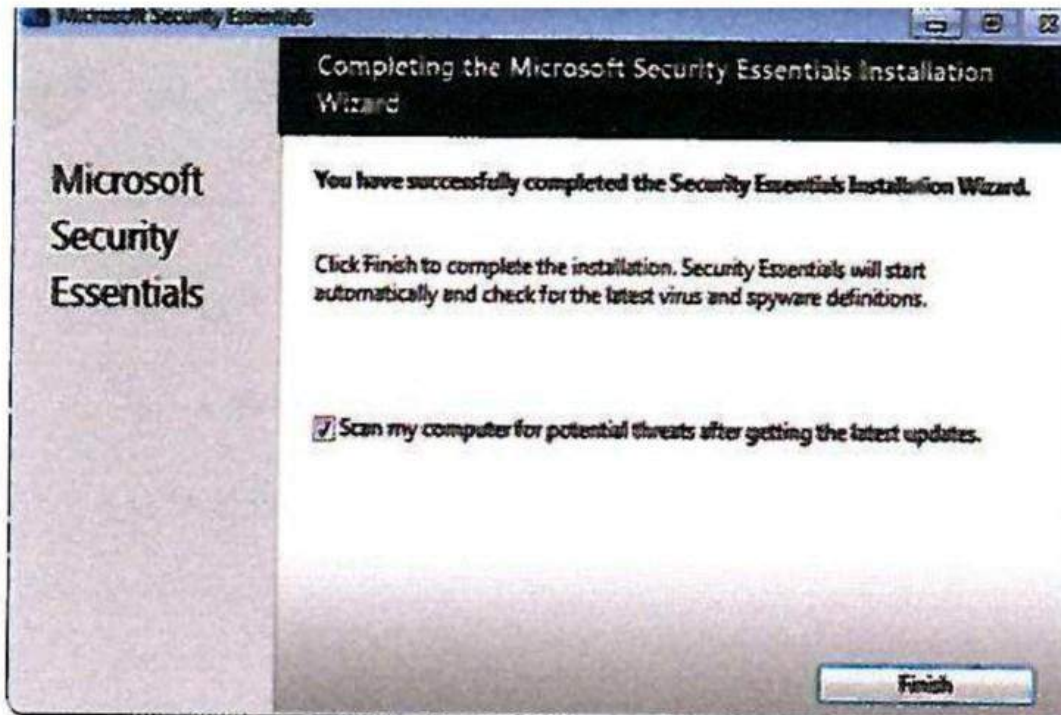 Microsoft Security Essentials
Completing the Microsoft Security Essentials Installation
Wizard
Microsoft
Security
Essentials
You have successfully completed the Security Essentials Installation Wizard.
Click Finish to complete the installation. Security Essentials will start
automatically and check for the latest virus and spyware definitions.
Scan my computer for potential threats after getting the latest updates.
Finish